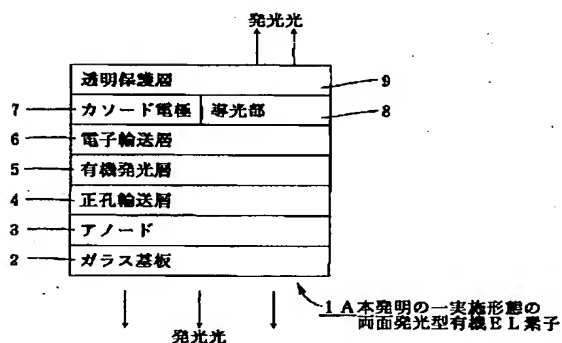 発光光
透明保護層 9
7 カソード電極 導光部 8
6 電子輸送層
5 有機発光層
4 正孔輸送層
3 アノード
2 ガラス基板
1A 本発明の一実施形態の
両面発光型有機EL素子
発光光